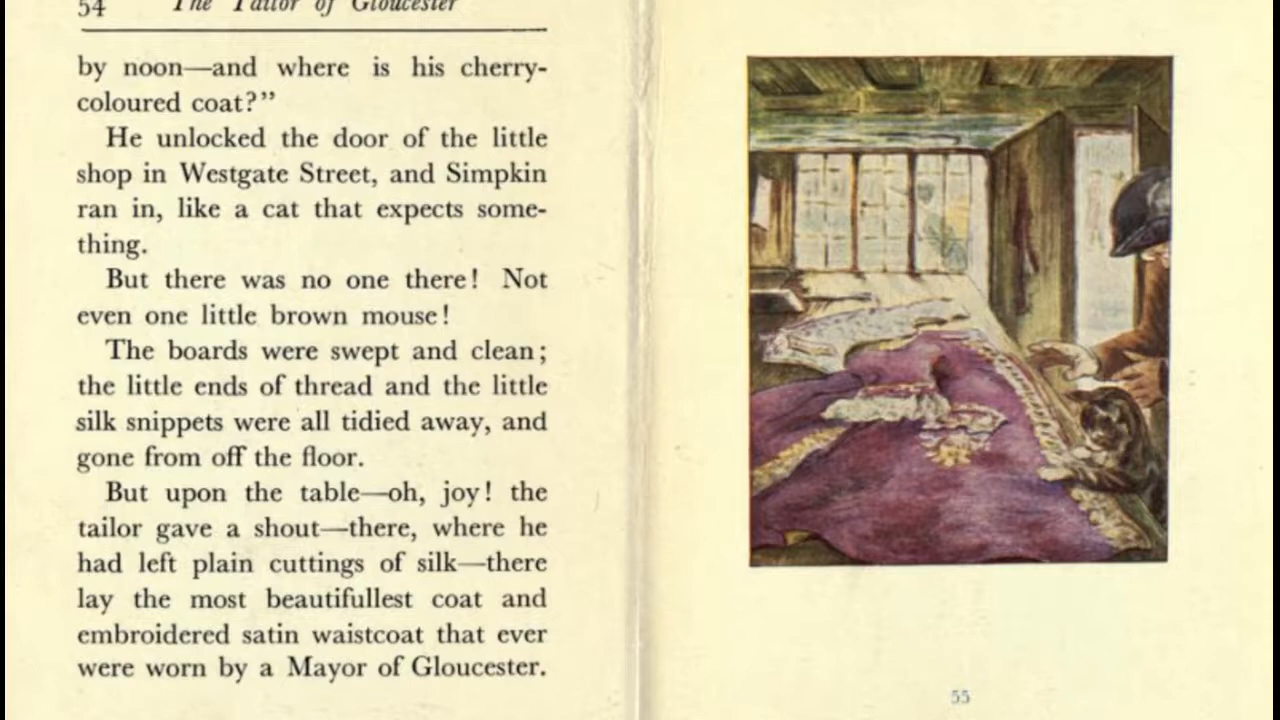 54 The Tailor of Gloucester
by noon—and where is his cherry-
coloured coat?”
He unlocked the door of the little
shop in Westgate Street, and Simpkin
ran in, like a cat that expects some-
thing.
But there was no one there! Not
even one little brown mouse!
The boards were swept and clean;
the little ends of thread and the little
silk snippets were all tidied away, and
gone from off the floor.
But upon the table—oh, joy! the
tailor gave a shout—there, where he
had left plain cuttings of silk—there
lay the most beautifullest coat and
embroidered satin waistcoat that ever
were worn by a Mayor of Gloucester.
55